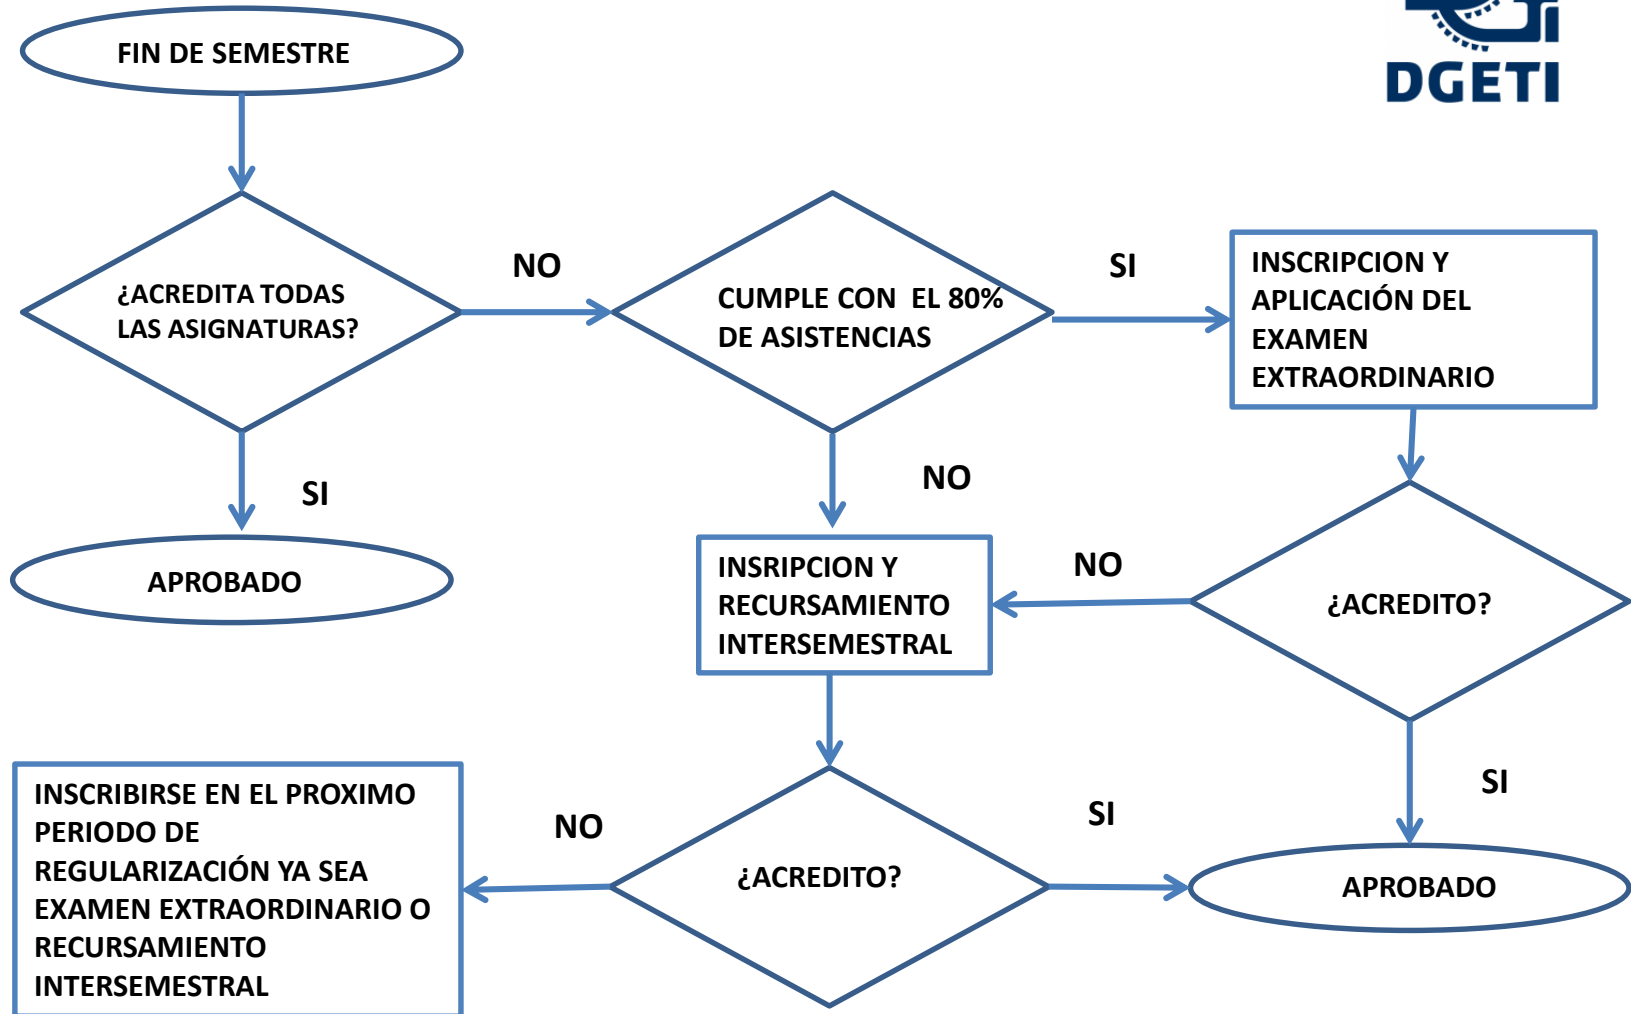 DGETI
FIN DE SEMESTRE
¿ACREDITA TODAS
LAS ASIGNATURAS?
NO
CUMPLE CON EL 80%
DE ASISTENCIAS
SI
INSCRIPCION Y
APLICACIÓN DEL
EXAMEN
EXTRAORDINARIO
SI
APROBADO
NO
INSRIPCION Y
RECURSAMIENTO
INTERSEMESTRAL
NO
¿ACREDITO?
INSCRIBIRSE EN EL PROXIMO
PERIODO DE
REGULARIZACIÓN YA SEA
EXAMEN EXTRAORDINARIO O
RECURSAMIENTO
INTERSEMESTRAL
NO
¿ACREDITO?
SI
SI
APROBADO